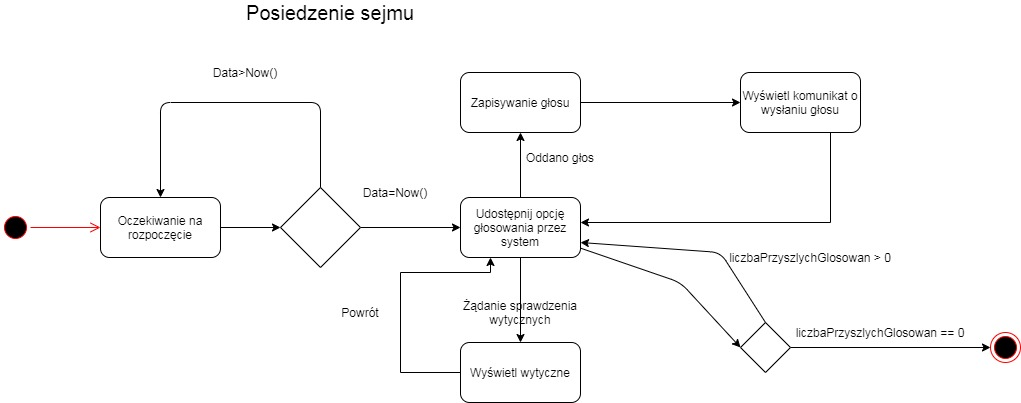 Posiedzenie sejmu
Data>Now()
Zapisywanie głosu
Wyświetl komunikat o
wysłaniu głosu
Oddano głos
Data=Now()
Oczekiwanie na
rozpoczęcie
Udostępnij opcję
głosowania przez
system
liczbaPrzyszlychGlosowan > 0
Powrót
Żądanie sprawdzenia
wytycznych
liczbaPrzyszlychGlosowan == 0
Wyświetl wytyczne